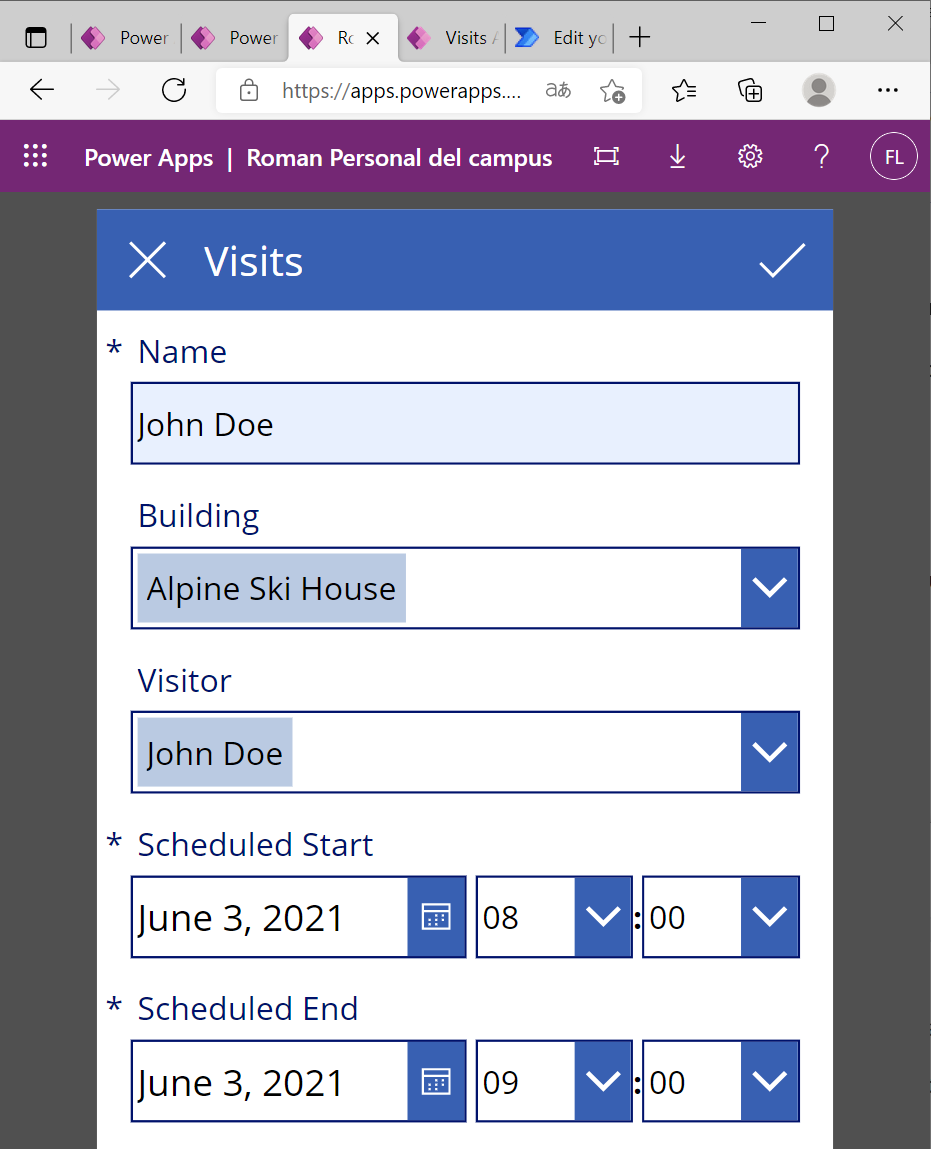 Power
Power
Visits
Edit
https://apps.powerapps.... aあ
Power Apps | Roman Personal del campus ? FL
Visits
* Name
John Doe
Building
Alpine Ski House
Visitor
John Doe
* Scheduled Start
June 3, 2021 08 : 00
* Scheduled End
June 3, 2021 09 : 00